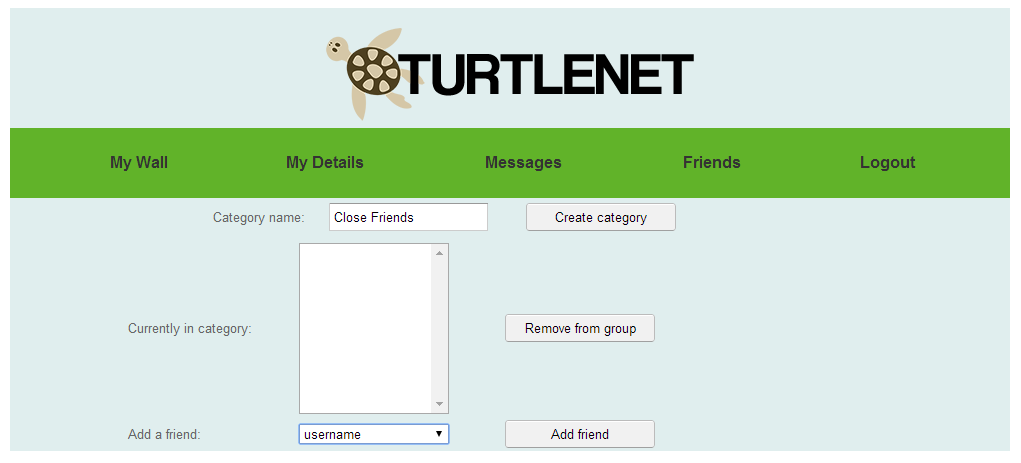 TURTLENET
My Wall My Details Messages Friends Logout
Category name: Close Friends Create category
Currently in category: Remove from group
Add a friend: username Add friend